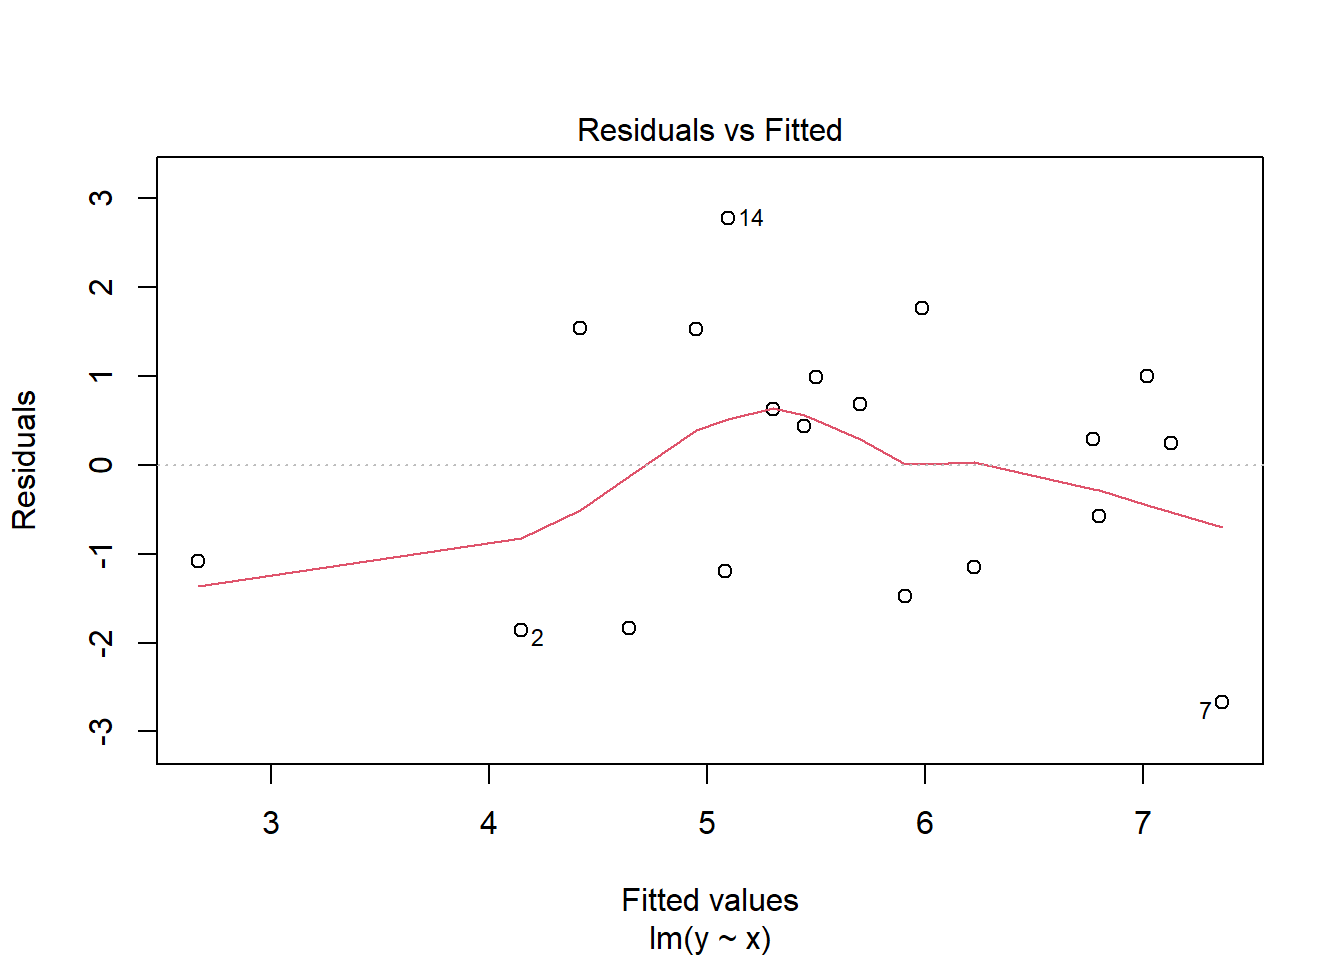 Residuals vs Fitted
3
2
1
0
-1
-2
-3
Residuals
14
2
7
3 4 5 6 7
Fitted values
lm(y ~ x)